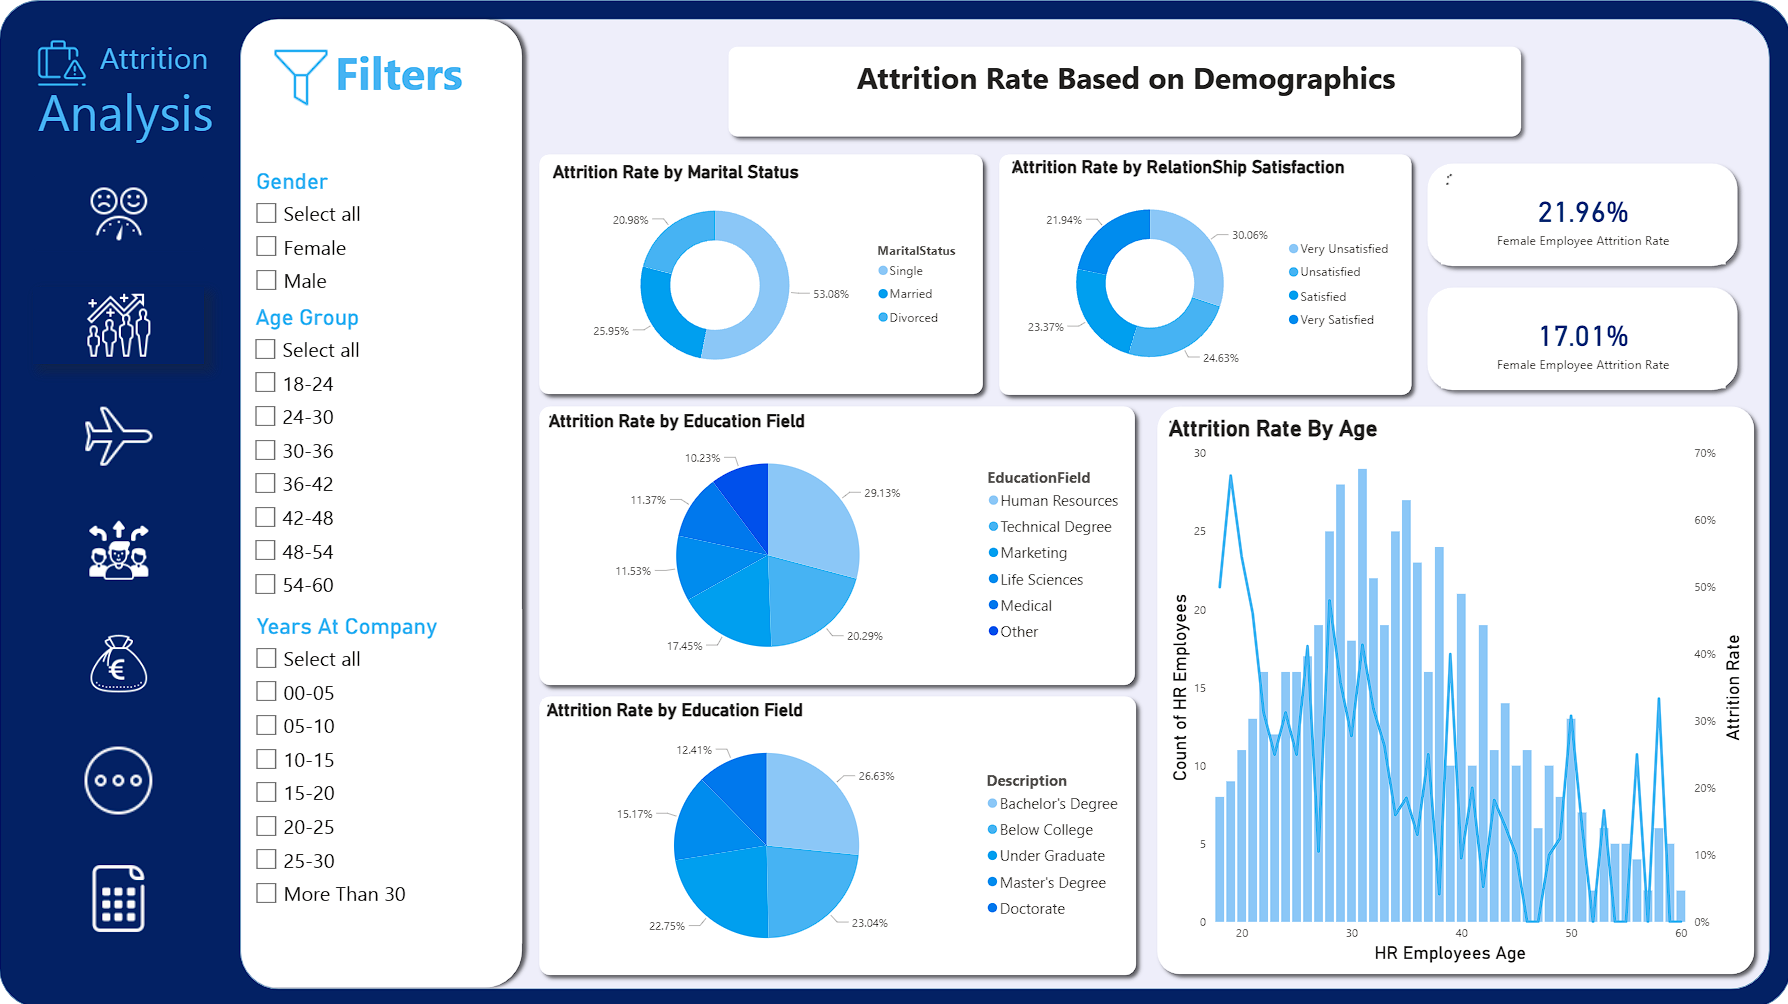 Attrition
Analysis
Filters
Gender
Select all
Female
Male
Age Group
Select all
18-24
24-30
30-36
36-42
42-48
48-54
54-60
Years At Company
Select all
00-05
05-10
10-15
15-20
20-25
25-30
More Than 30
Attrition Rate Based on Demographics
Attrition Rate by Marital Status
20.98%
53.08%
25.95%
MaritalStatus
Single
Married
Divorced
Attrition Rate by RelationShip Satisfaction
21.94%
30.06%
23.37%
24.63%
Very Unsatisfied
Unsatisfied
Satisfied
Very Satisfied
21.96%
Female Employee Attrition Rate
17.01%
Female Employee Attrition Rate
Attrition Rate by Education Field
10.23%
29.13%
11.37%
11.53%
17.45%
20.29%
EducationField
Human Resources
Technical Degree
Marketing
Life Sciences
Medical
Other
Attrition Rate by Education Field
12.41%
26.63%
15.17%
22.75%
23.04%
Description
Bachelor's Degree
Below College
Under Graduate
Master's Degree
Doctorate
Attrition Rate By Age
30
25
20
15
10
5
0
Count of HR Employees
70%
60%
50%
40%
30%
20%
10%
0%
Attrition Rate
20
30
40
50
60
HR Employees Age
€